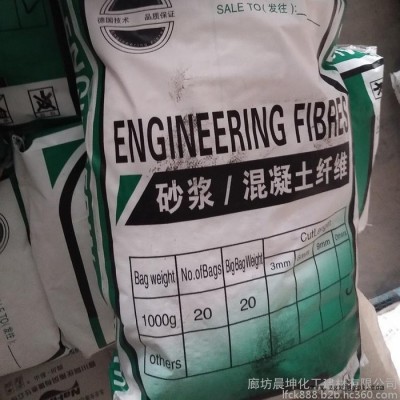 德国技术 品质保证
SALE TO(发往):
ENGINEERING FIBRES
砂浆 / 混凝土纤维
Bag weight No.of Bags Big Bag Weight
3mm 6mm 9mm
1000g 20 20
others
廊坊晨坤化工建材有限公司
lfck888.b2b.hc360.com